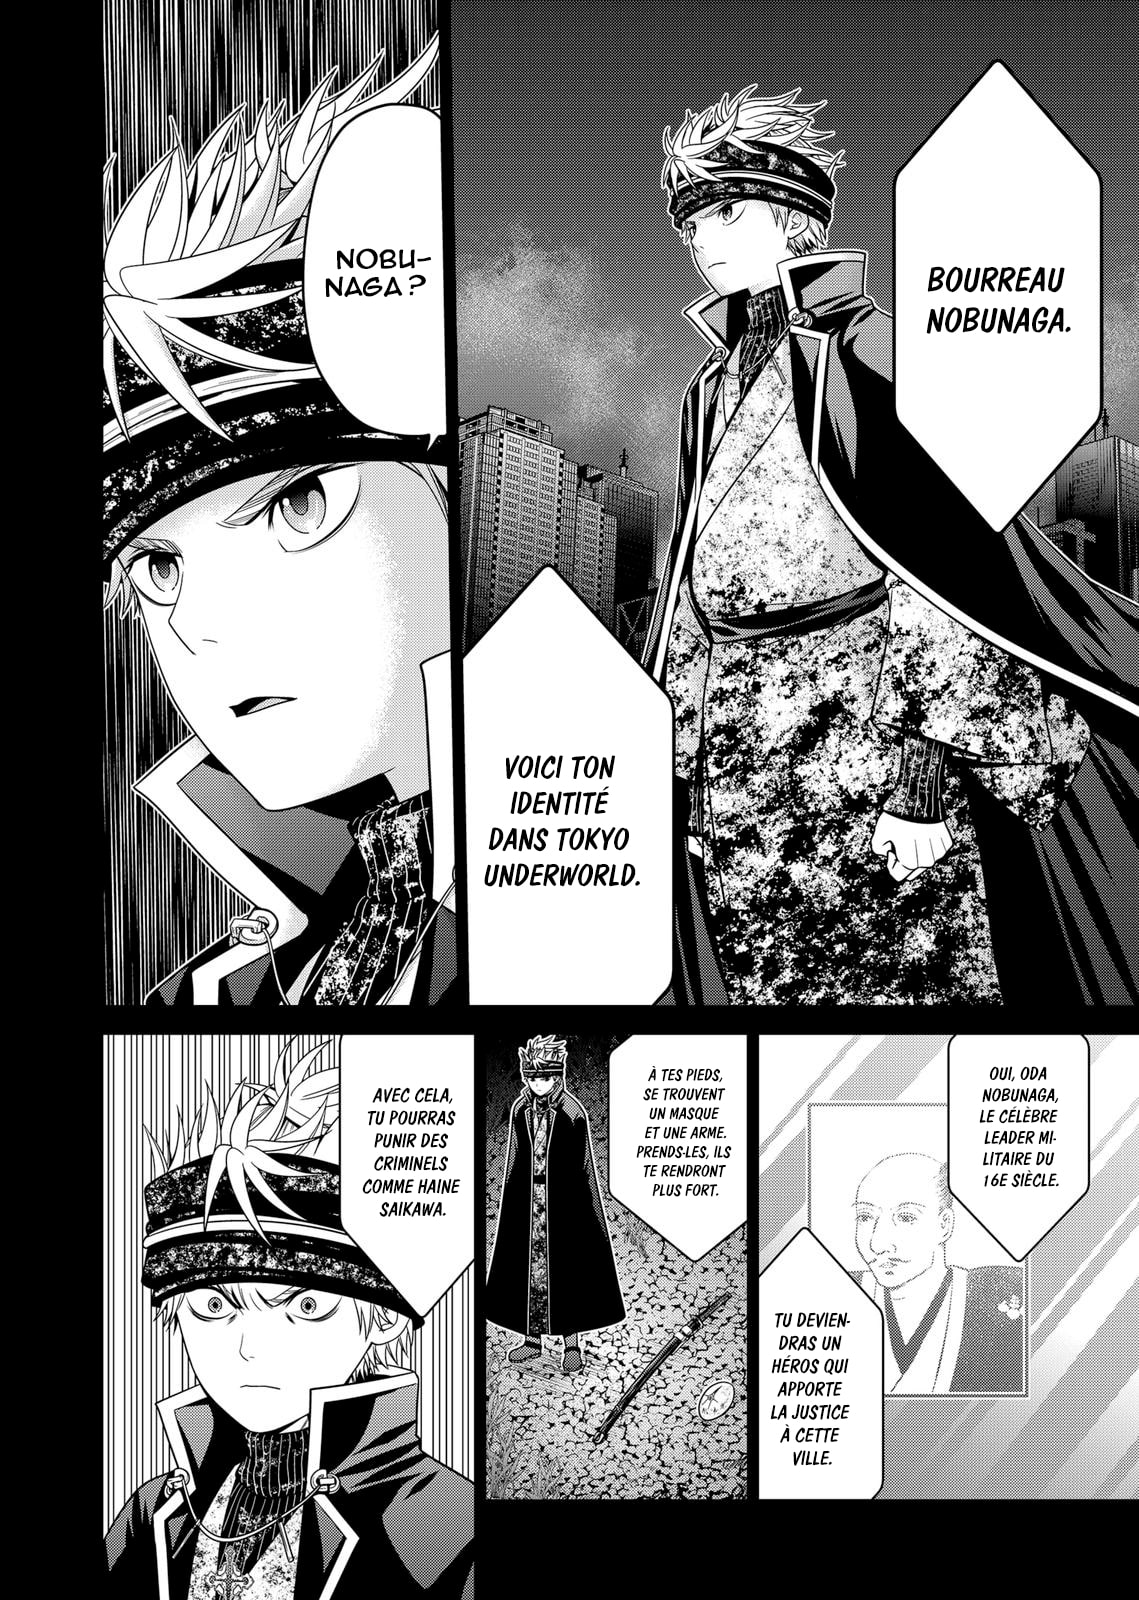 BOURREAU
NOBUNAGA.
VOICI TON
IDENTITÉ
DANS TOKYO
UNDERWORLD.
NOBU-
NAGA ?
OUI, ODA
NOBUNAGA,
LE CÉLÈBRE
LEADER MI-
LITAIRE DU
16E SIÈCLE.
TU DEVIEN-
DRAS UN
HÉROS QUI
APPORTE
LA JUSTICE
À CETTE
VILLE.
À TES PIEDS,
SE TROUVENT
UN MASQUE
ET UNE ARME.
PRENDS-LES, ILS
TE RENDRONT
PLUS FORT.
AVEC CELA,
TU POURRAS
PUNIR DES
CRIMINELS
COMME HAINE
SAIKAWA.